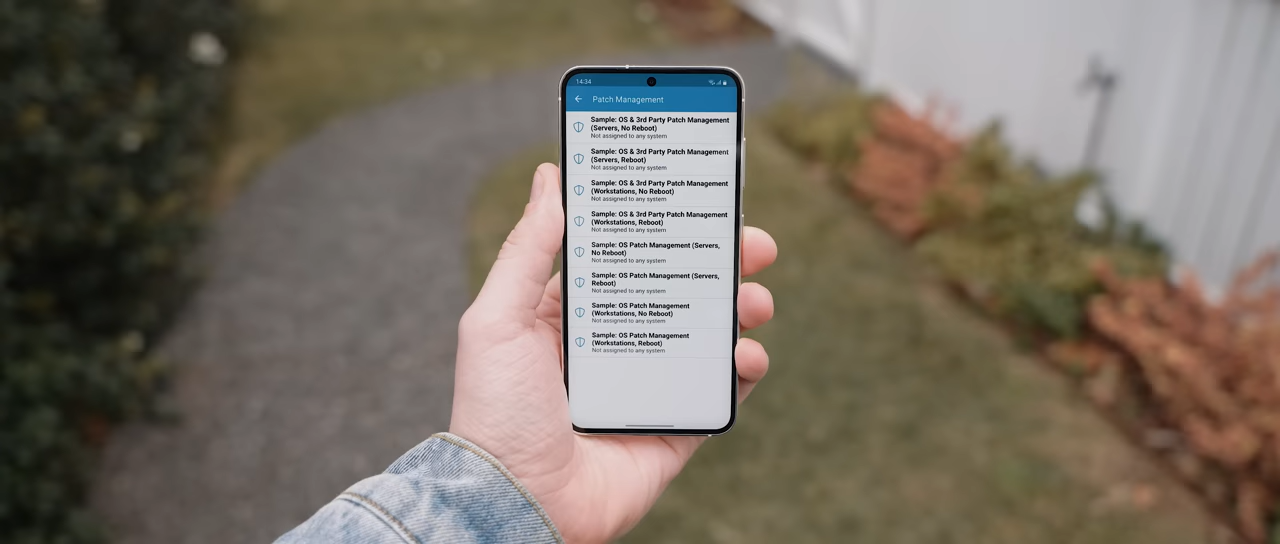 14:34
Patch Management
Sample: OS & 3rd Party Patch Management
(Servers, No Reboot)
Not assigned to any system
Sample: OS & 3rd Party Patch Management
(Servers, Reboot)
Not assigned to any system
Sample: OS & 3rd Party Patch Management
(Workstations, No Reboot)
Not assigned to any system
Sample: OS & 3rd Party Patch Management
(Workstations, Reboot)
Not assigned to any system
Sample: OS Patch Management (Servers,
No Reboot)
Not assigned to any system
Sample: OS Patch Management (Servers,
Reboot)
Not assigned to any system
Sample: OS Patch Management
(Workstations, No Reboot)
Not assigned to any system
Sample: OS Patch Management
(Workstations, Reboot)
Not assigned to any system